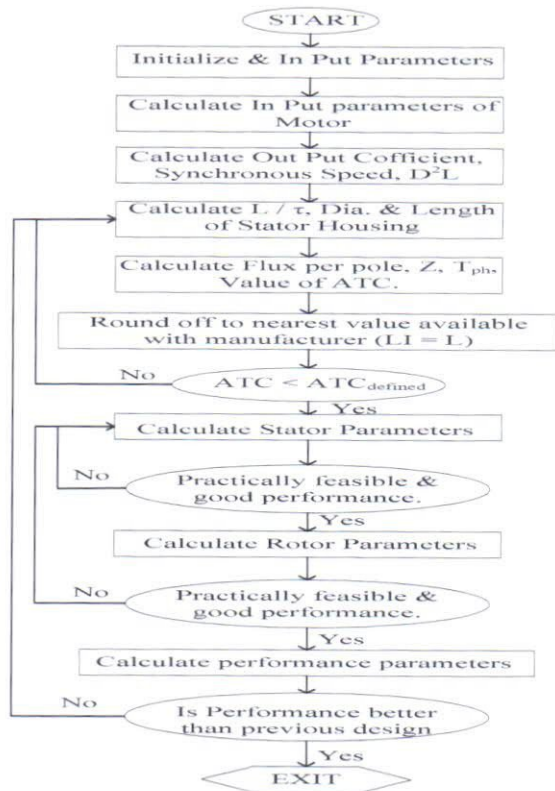 START
Initialize & In Put Parameters
Calculate In Put parameters of
Motor
Calculate Out Put Cofficient,
Synchronous Speed, D²L
Calculate L / τ, Dia. & Length
of Stator Housing
Calculate Flux per pole, Z, Tph,
Value of ATC.
Round off to nearest value available
with manufacturer (LI = L)
No
ATC < ATCdefined
Yes
Calculate Stator Parameters
No
Practically feasible &
good performance.
Yes
Calculate Rotor Parameters
No
Practically feasible &
good performance.
Yes
Calculate performance parameters
No
Is Performance better
than previous design
Yes
EXIT